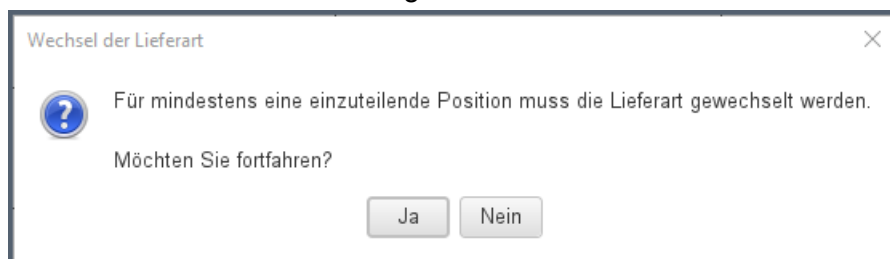 Wechsel der Lieferart
Für mindestens eine einzuteilende Position muss die Lieferart gewechselt werden.
Möchten Sie fortfahren?
Ja Nein